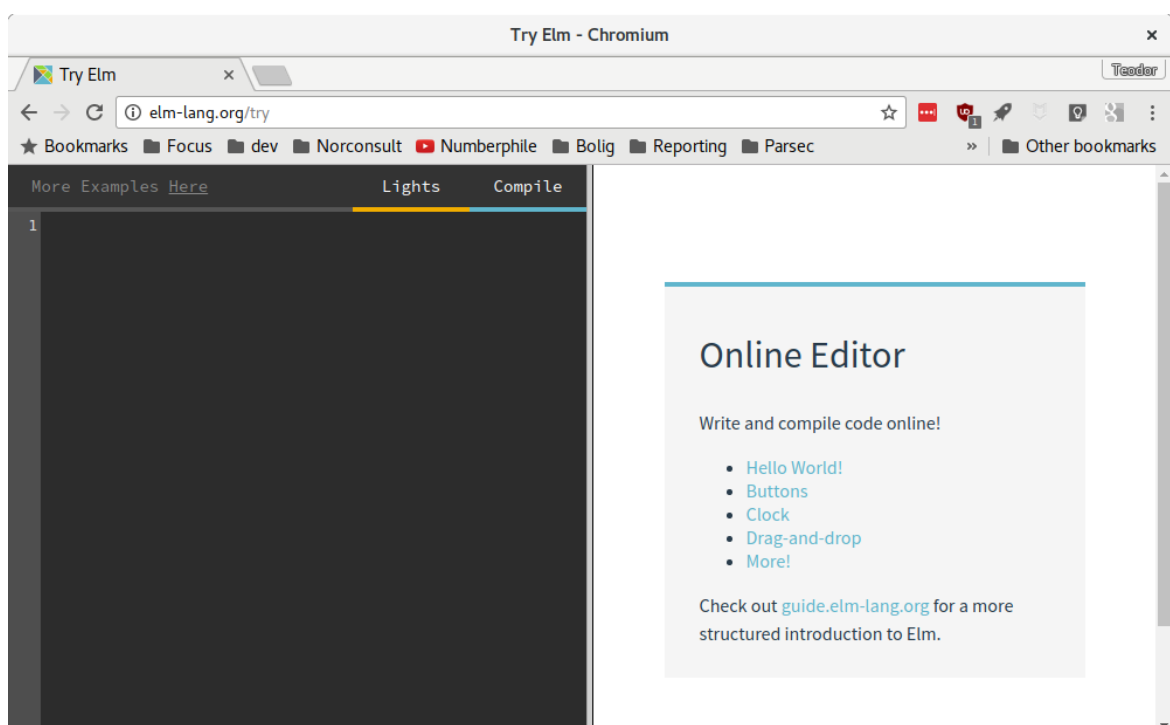 Try Elm - Chromium
Try Elm
Teodor
elm-lang.org/try
1
Bookmarks Focus dev Norconsult Numberphile Bolig Reporting Parsec » Other bookmarks
More Examples Here Lights Compile
1
Online Editor
Write and compile code online!
Hello World!
Buttons
Clock
Drag-and-drop
More!
Check out guide.elm-lang.org for a more
structured introduction to Elm.